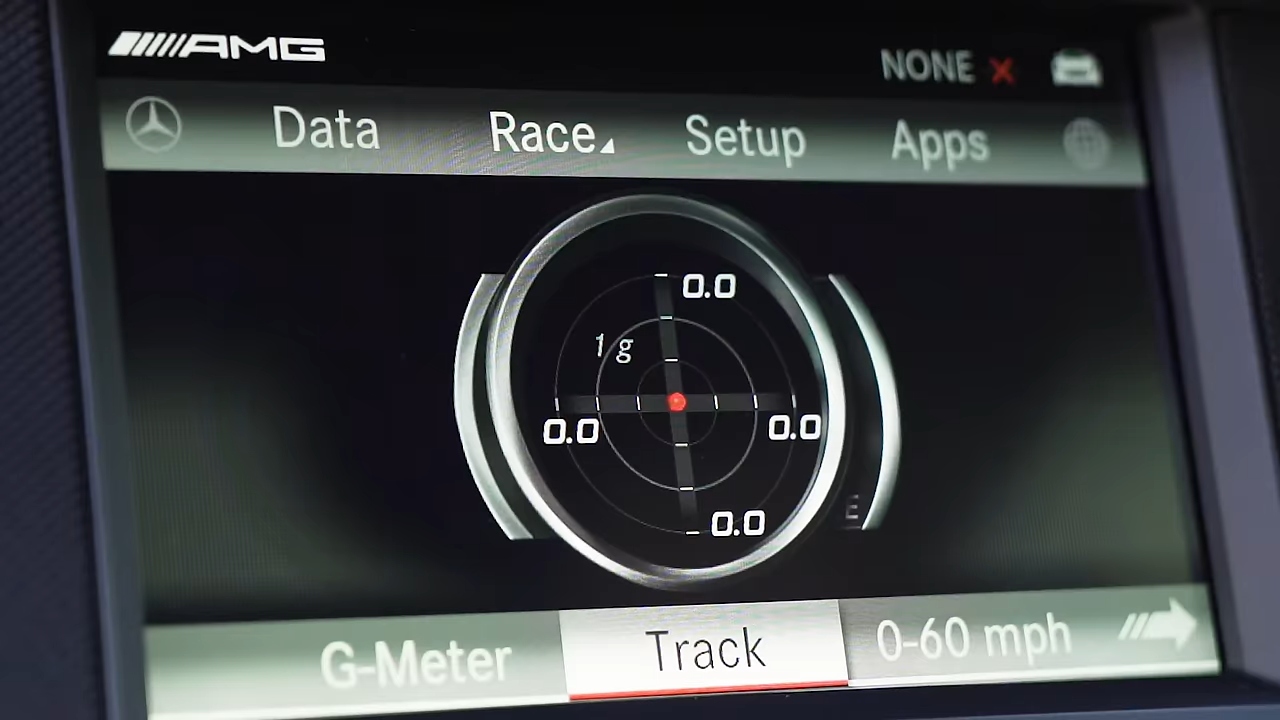 AMG
NONE
Data Race Setup Apps
0.0
1 g
0.0 0.0
E
0.0
G-Meter Track 0-60 mph